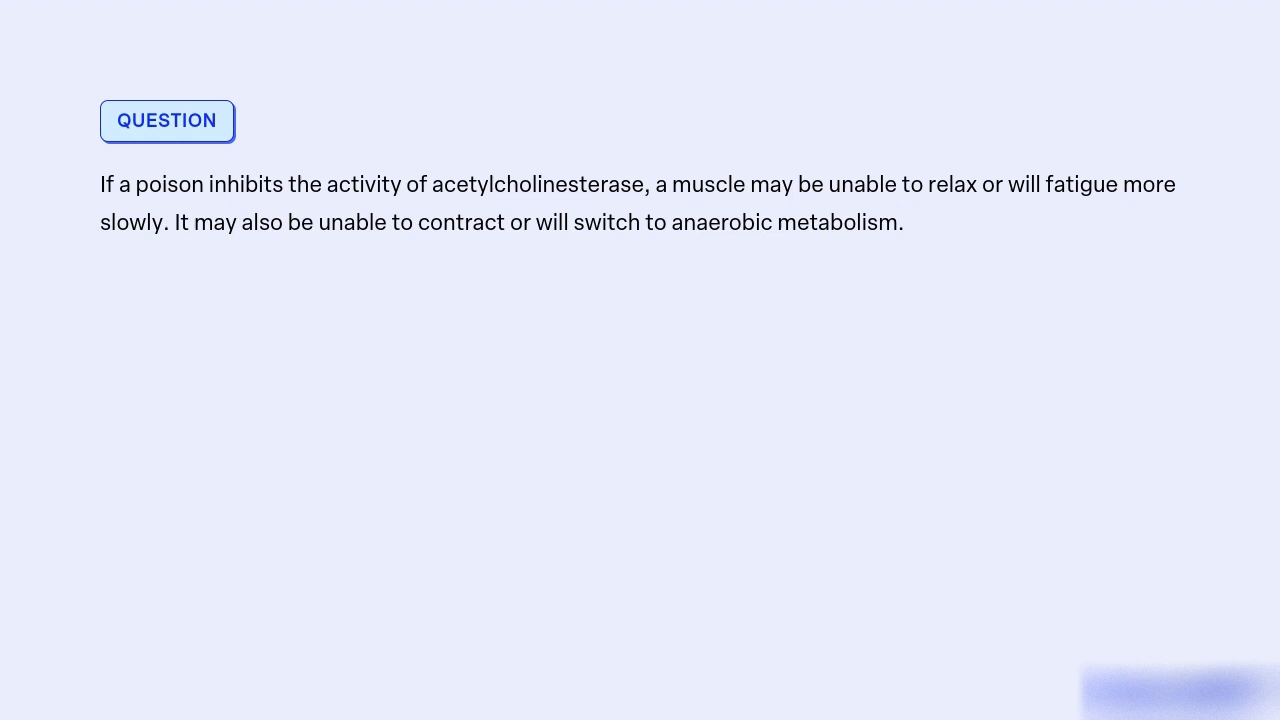 QUESTION
If a poison inhibits the activity of acetylcholinesterase, a muscle may be unable to relax or will fatigue more
slowly. It may also be unable to contract or will switch to anaerobic metabolism.